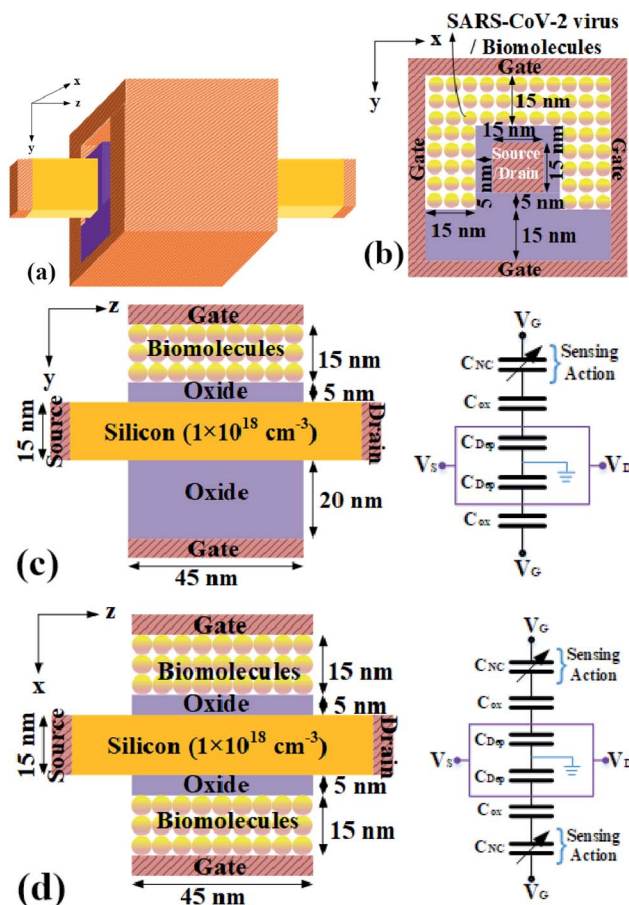 x
z
y
(a)
SARS-CoV-2 virus
/ Biomolecules
x
y
Gate
15 nm
15 nm
Gate
Source
/Drain
15 nm
Gate
5 nm
5 nm
15 nm
15 nm
Gate
(b)
z
y
Gate
Biomolecules
15 nm
Oxide
5 nm
15 nm
Source
Silicon (1×10¹⁸ cm⁻³)
Drain
Oxide
20 nm
Gate
45 nm
(c)
V_G
C_NC
Sensing
Action
C_ox
C_Dep
V_S
V_D
C_Dep
C_ox
V_G
z
x
Gate
Biomolecules
15 nm
Oxide
5 nm
15 nm
Source
Silicon (1×10¹⁸ cm⁻³)
Drain
Oxide
5 nm
Biomolecules
15 nm
Gate
45 nm
(d)
V_G
C_NC
Sensing
Action
C_ox
C_Dep
V_S
V_D
C_Dep
C_ox
C_NC
Sensing
Action
V_G